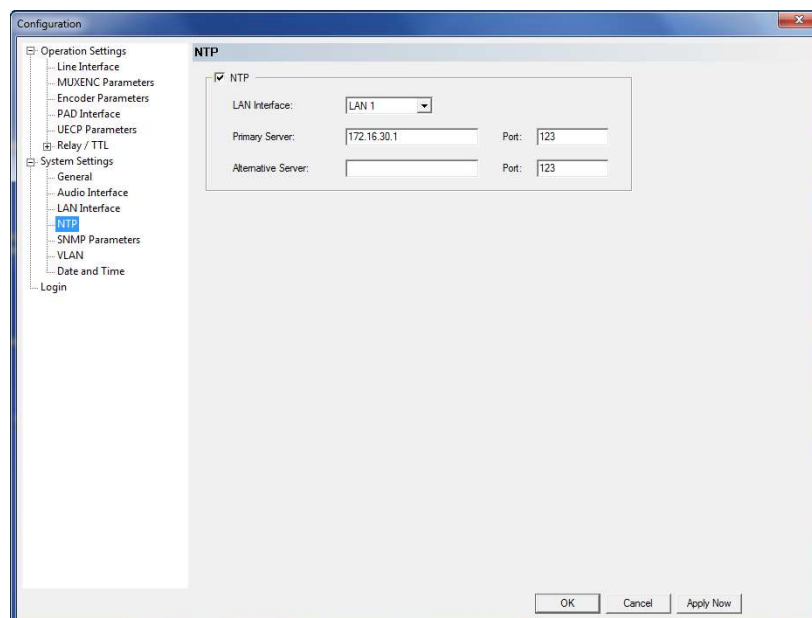 Configuration
Operation Settings
Line Interface
MUXENC Parameters
Encoder Parameters
PAD Interface
UECP Parameters
Relay / TTL
System Settings
General
Audio Interface
LAN Interface
NTP
SNMP Parameters
VLAN
Date and Time
Login
NTP
NTP
LAN Interface: LAN 1
Primary Server: 172.16.30.1 Port: 123
Alternative Server: Port: 123
OK Cancel Apply Now